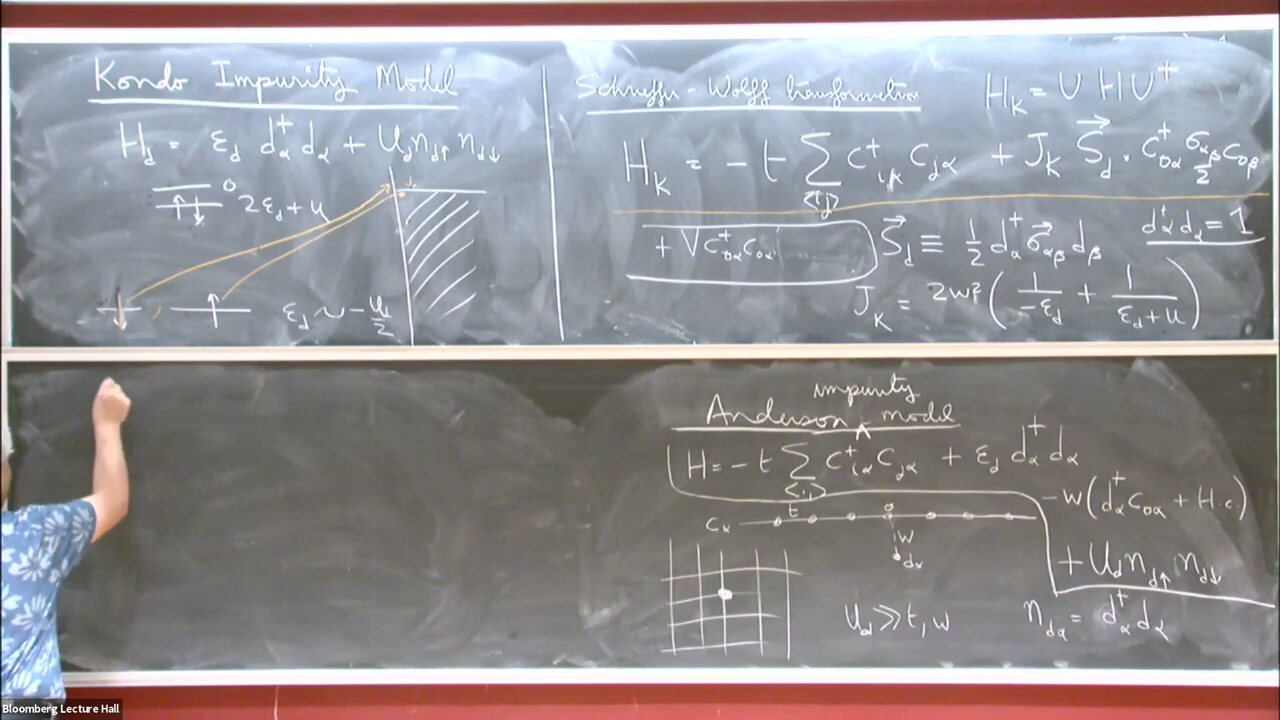 Kondo Impurity Model
H_d = ε_d d†_α d_α + U_d n_d↑ n_d↓
0
↑↓ 2ε_d + U
↓ , ↑ ε_d ~ -U_d/2
Schrieffer-Wolff transformation H_K = U H U†
H_K = -t Σ_<ij> c†_iα c_jα + J_K S⃗_d · c†_0α σ_αβ/2 c_0β
+ V c†_0α c_0α S⃗_d ≡ 1/2 d†_α σ⃗_αβ d_β d†_α d_α = 1
J_K = 2w² ( 1/-ε_d + 1/ε_d+U )
impurity
Anderson ∧ model
H = -t Σ_<ij> c†_iα c_jα + ε_d d†_α d_α
-w ( d†_α c_0α + H.c. )
c_α t 0
w
d_α
+ U_d n_d↑ n_d↓
U_d ≫ t, w n_dα = d†_α d_α
Bloomberg Lecture Hall